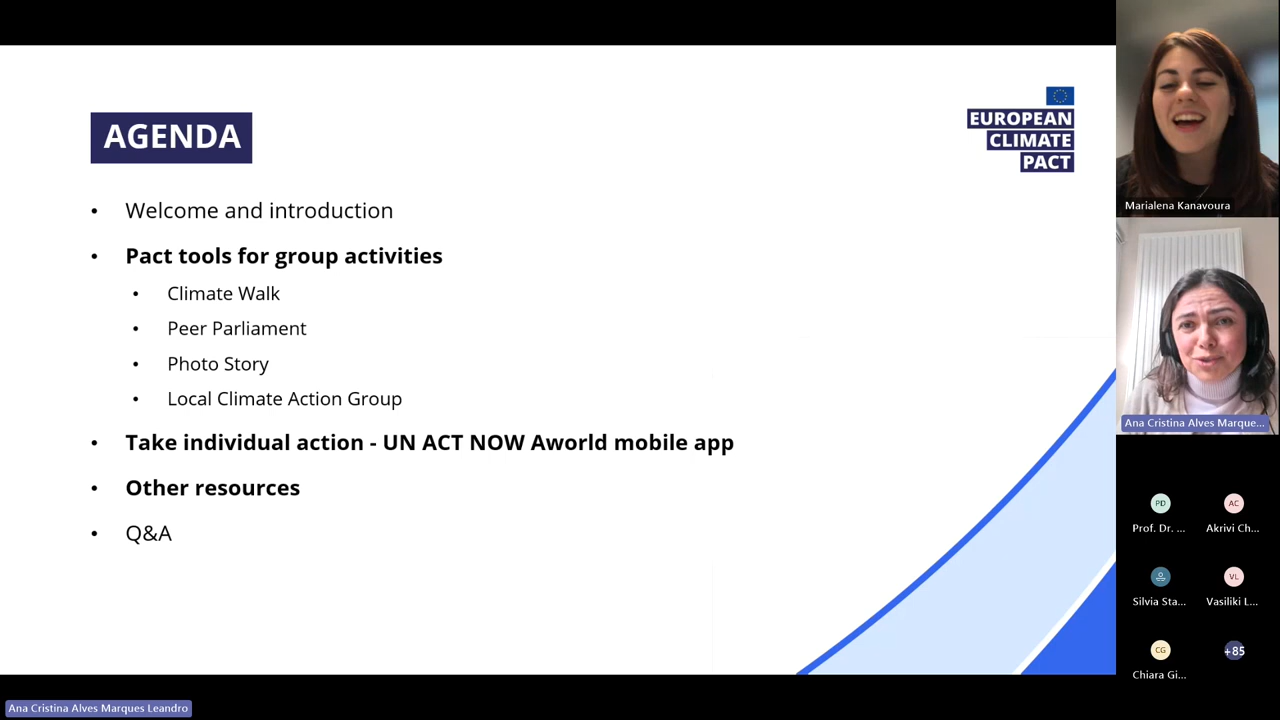 AGENDA
EUROPEAN
CLIMATE
PACT
• Welcome and introduction
• Pact tools for group activities
• Climate Walk
• Peer Parliament
• Photo Story
• Local Climate Action Group
• Take individual action - UN ACT NOW Aworld mobile app
• Other resources
• Q&A
Marialena Kanavoura
Ana Cristina Alves Marque...
PD
AC
Prof. Dr. ...
Akrivi Ch...
VL
Silvia Sta...
Vasiliki L...
CG
+85
Chiara Gi...
Ana Cristina Alves Marques Leandro